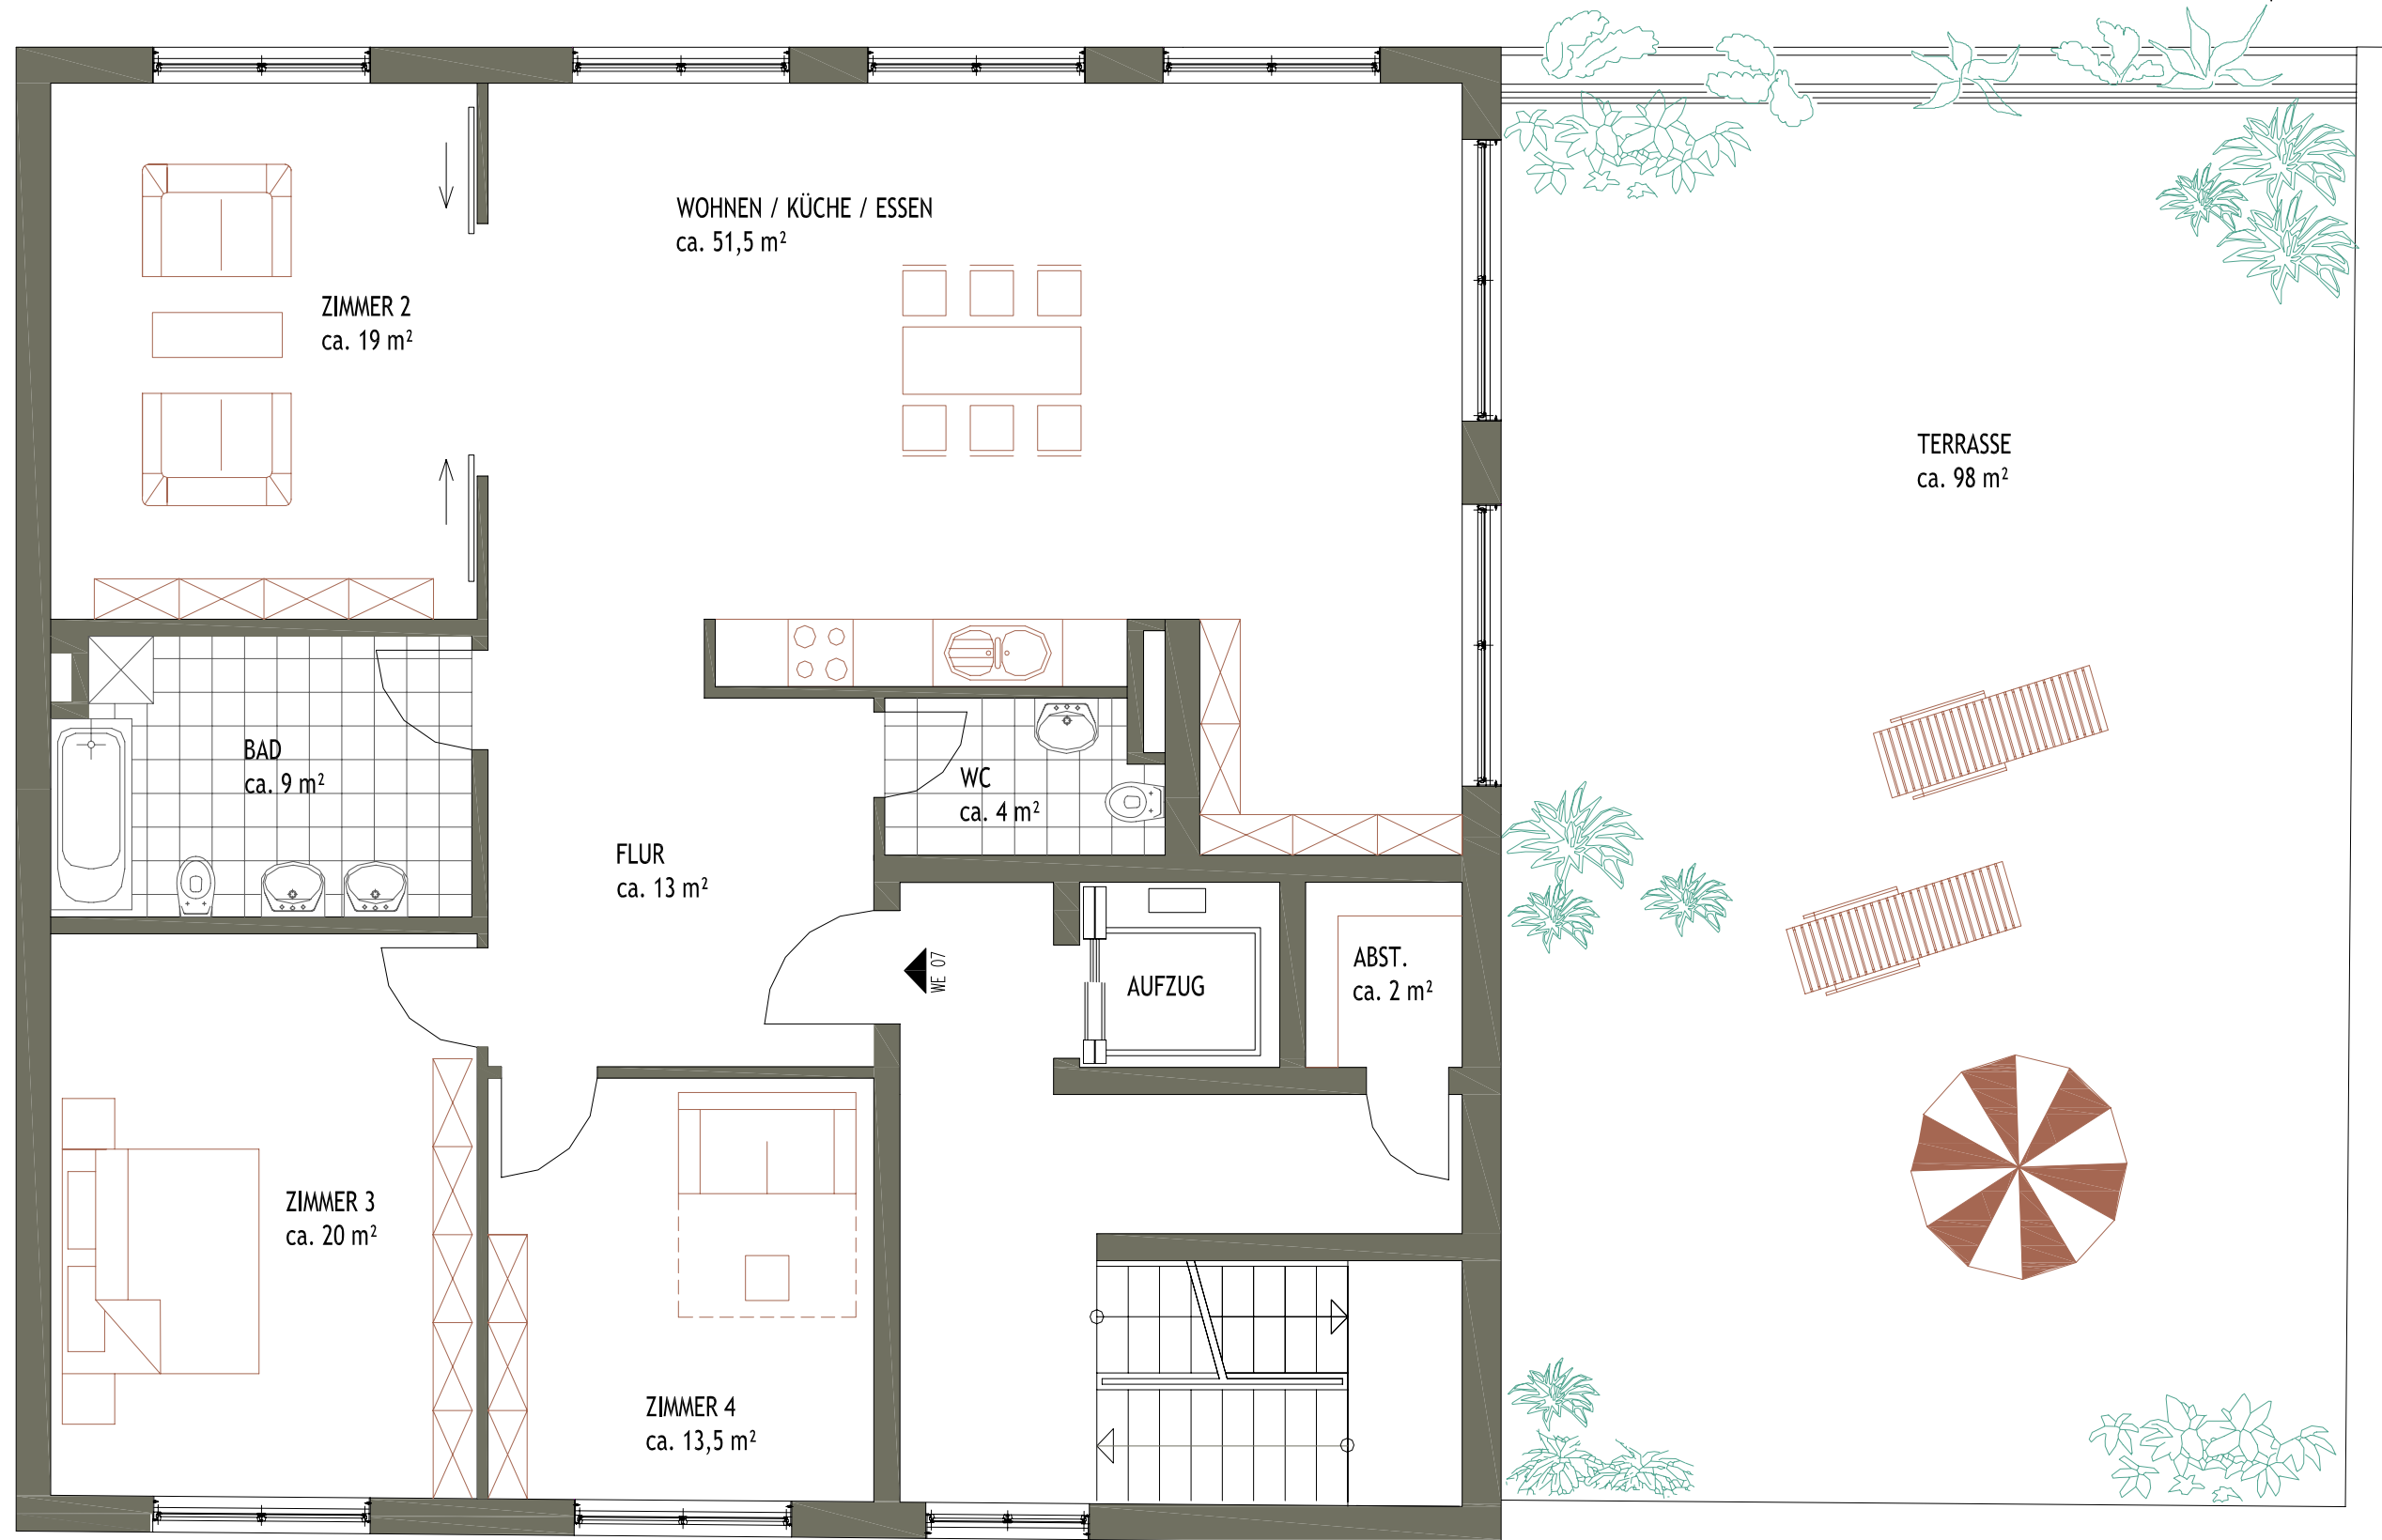 WOHNEN / KÜCHE / ESSEN
ca. 51,5 m²
ZIMMER 2
ca. 19 m²
TERRASSE
ca. 98 m²
BAD
ca. 9 m²
WC
ca. 4 m²
FLUR
ca. 13 m²
WE 07
AUFZUG
ABST.
ca. 2 m²
ZIMMER 3
ca. 20 m²
ZIMMER 4
ca. 13,5 m²